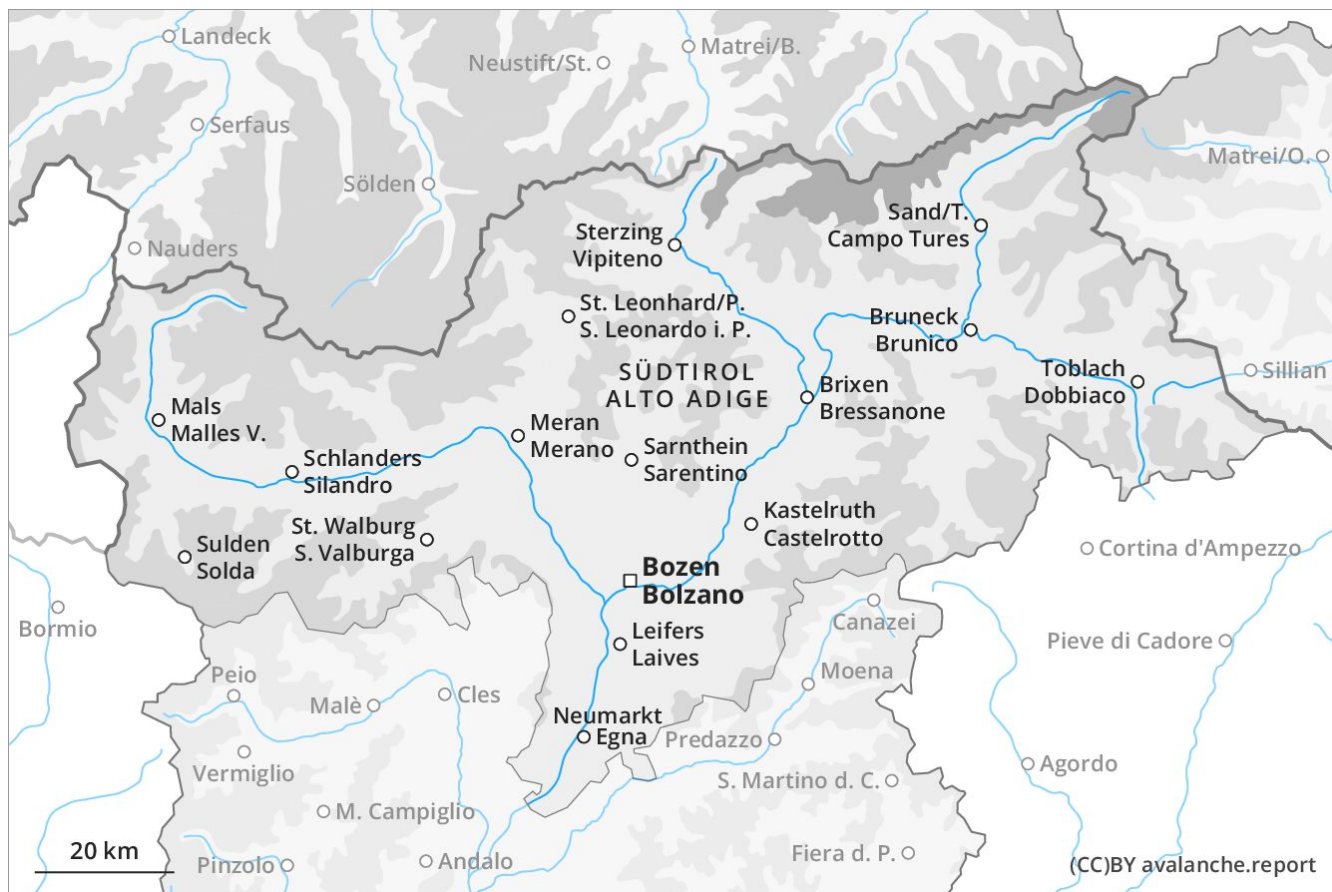 Landeck
Neustift/St.
Matrei/B.
Serfaus
Sölden
Matrei/O.
Nauders
Sterzing
Vipiteno
Sand/T.
Campo Tures
St. Leonhard/P.
S. Leonardo i. P.
Bruneck
Brunico
SÜDTIROL
ALTO ADIGE
Toblach
Dobbiaco
Sillian
Brixen
Bressanone
Mals
Malles V.
Meran
Merano
Sarnthein
Sarentino
Schlanders
Silandro
St. Walburg
S. Valburga
Kastelruth
Castelrotto
Sulden
Solda
Cortina d'Ampezzo
Bozen
Bolzano
Bormio
Canazei
Leifers
Laives
Pieve di Cadore
Peio
Moena
Malè
Cles
Neumarkt
Egna
Predazzo
Vermiglio
Agordo
S. Martino d. C.
M. Campiglio
20 km
Pinzolo
Andalo
Fiera d. P.
(CC)BY avalanche.report